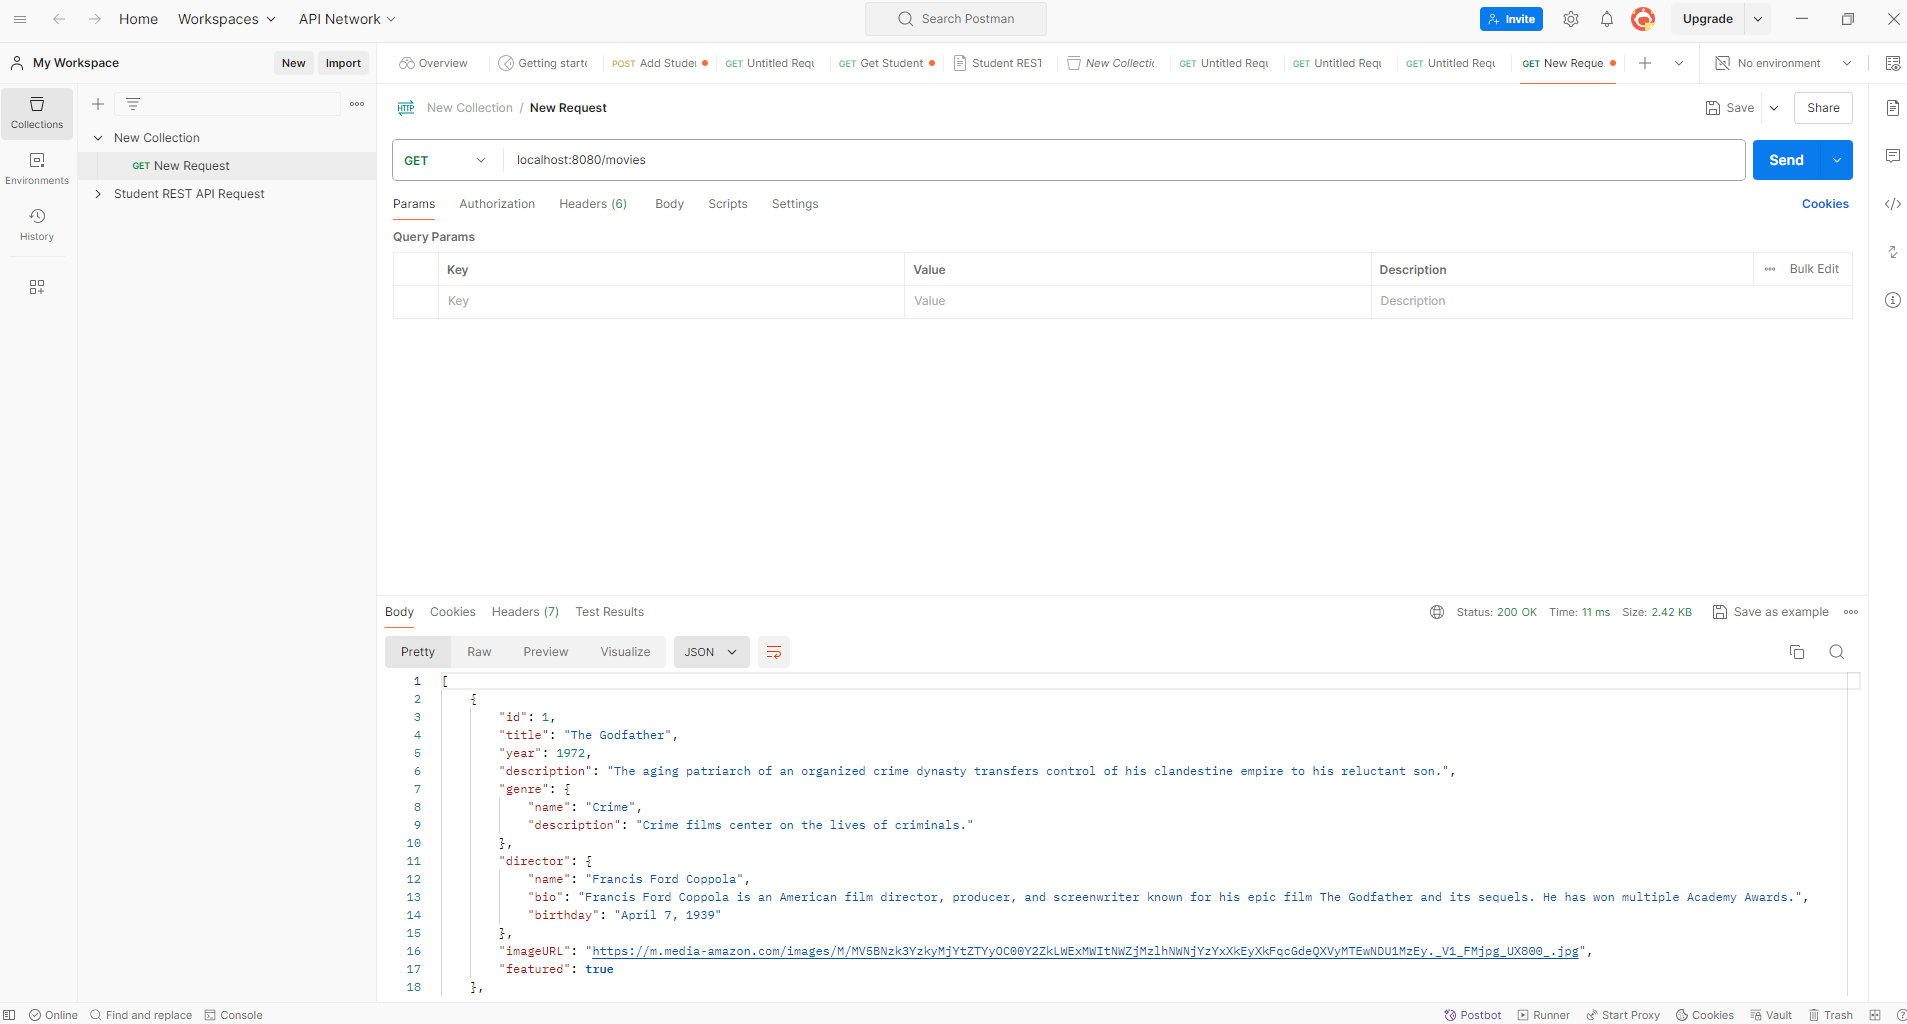 Home Workspaces API Network Search Postman Invite Upgrade
My Workspace New Import Overview Getting starte POST Add Studen GET Untitled Requ GET Get Student Student REST New Collectic GET Untitled Requ GET Untitled Requ GET Untitled Requ GET New Reque. No environment
Collections
Environments
History
New Collection
GET New Request
Student REST API Request
HTTP New Collection / New Request Save Share
GET localhost:8080/movies Send
Params Authorization Headers (6) Body Scripts Settings Cookies
Query Params
Key Value Description Bulk Edit
Key Value Description
Body Cookies Headers (7) Test Results Status: 200 OK Time: 11 ms Size: 2.42 KB Save as example
Pretty Raw Preview Visualize JSON
1 [
2 {
3 "id": 1,
4 "title": "The Godfather",
5 "year": 1972,
6 "description": "The aging patriarch of an organized crime dynasty transfers control of his clandestine empire to his reluctant son.",
7 "genre": {
8 "name": "Crime",
9 "description": "Crime films center on the lives of criminals."
10 },
11 "director": {
12 "name": "Francis Ford Coppola",
13 "bio": "Francis Ford Coppola is an American film director, producer, and screenwriter known for his epic film The Godfather and its sequels. He has won multiple Academy Awards.",
14 "birthday": "April 7, 1939"
15 },
16 "imageURL": "https://m.media-amazon.com/images/M/MV5BNzk3YzkyMjYtZTYyOC00Y2ZkLWExMWItNWZjMzlhNWNjYzYxXkEyXkFqcGdeQXVyMTEwNDU1MzEy._V1_FMjpg_UX800_.jpg",
17 "featured": true
18 },
Online Find and replace Console Postbot Runner Start Proxy Cookies Vault Trash